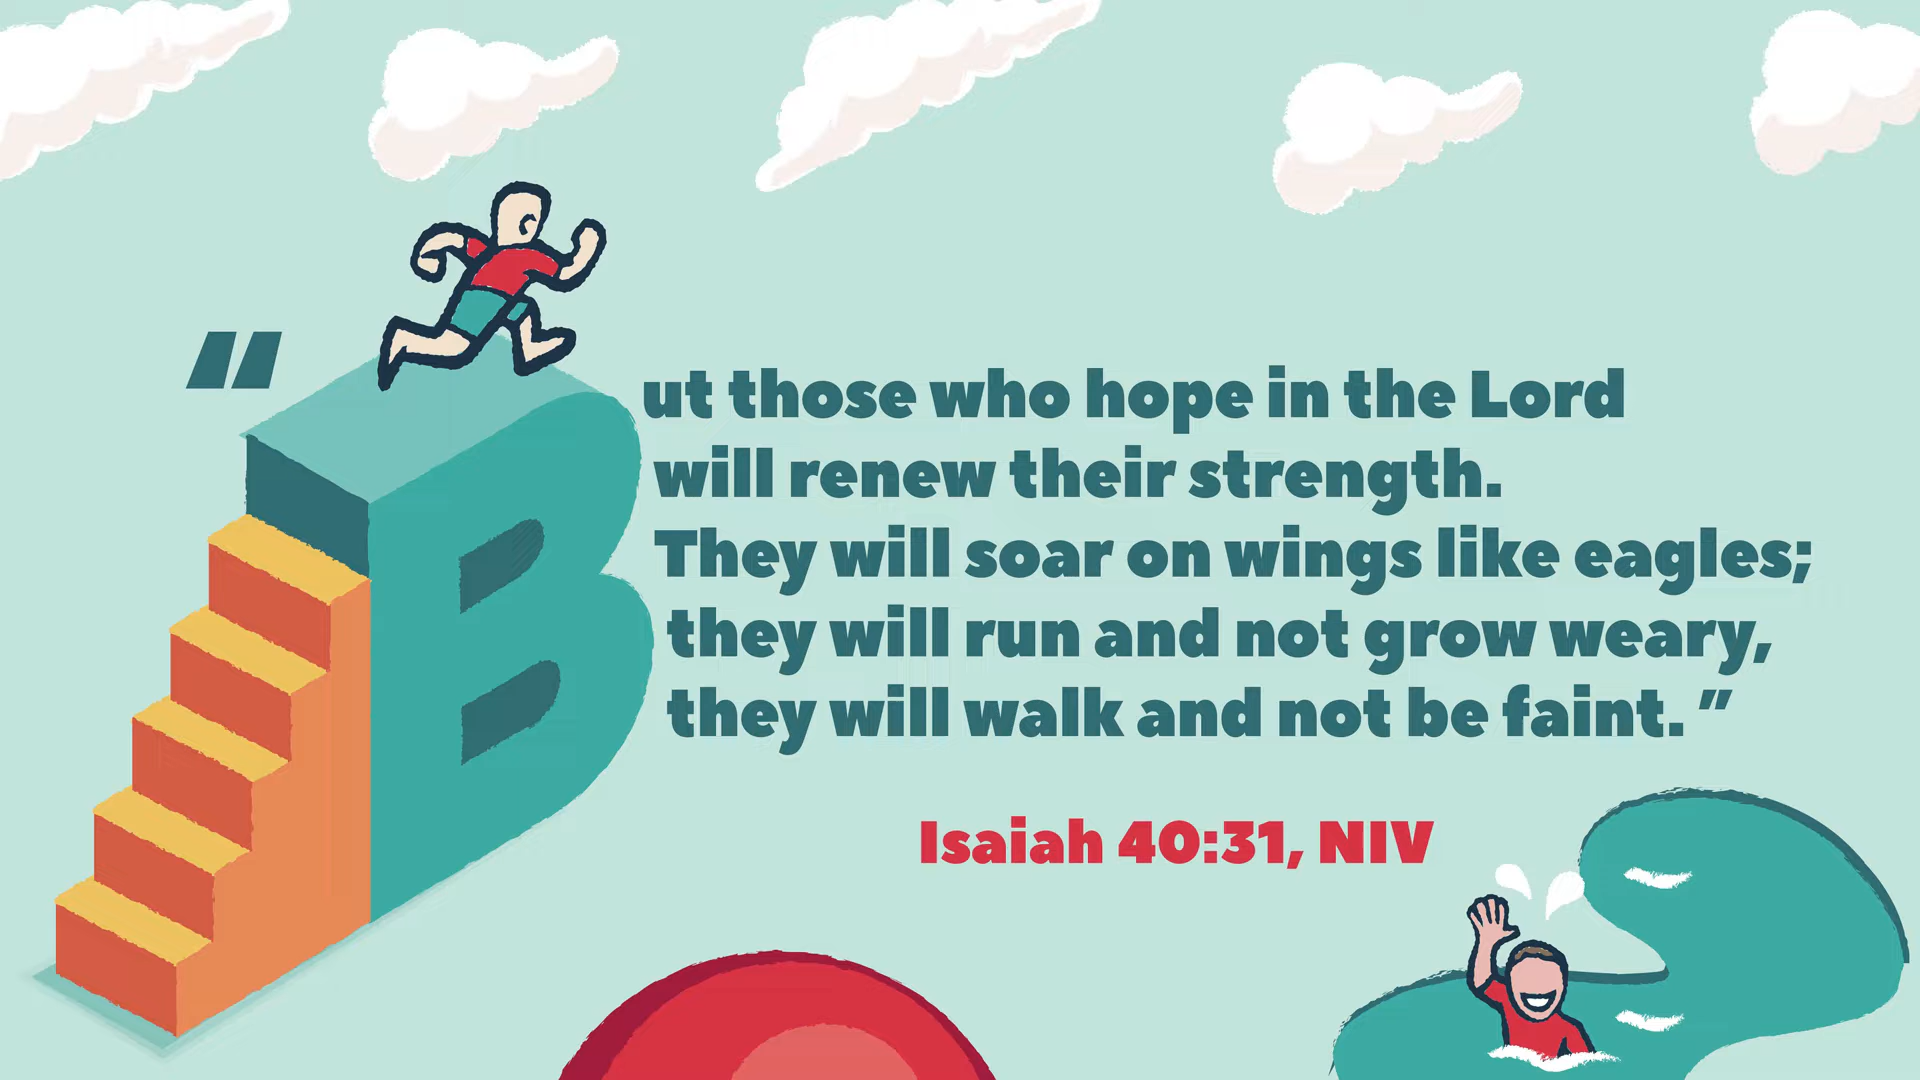 "But those who hope in the Lord
will renew their strength.
They will soar on wings like eagles;
they will run and not grow weary,
they will walk and not be faint. "
Isaiah 40:31, NIV